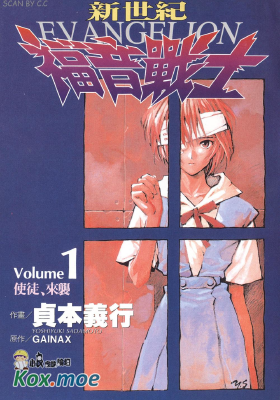 SCAN BY C.C
新世紀
EVANGELION
福音戰士
Volume 1
使徒、來襲
作畫／貞本義行
YOSHIYUKI SADAMOTO
原作／GAINAX
Kox.moe
Y.S